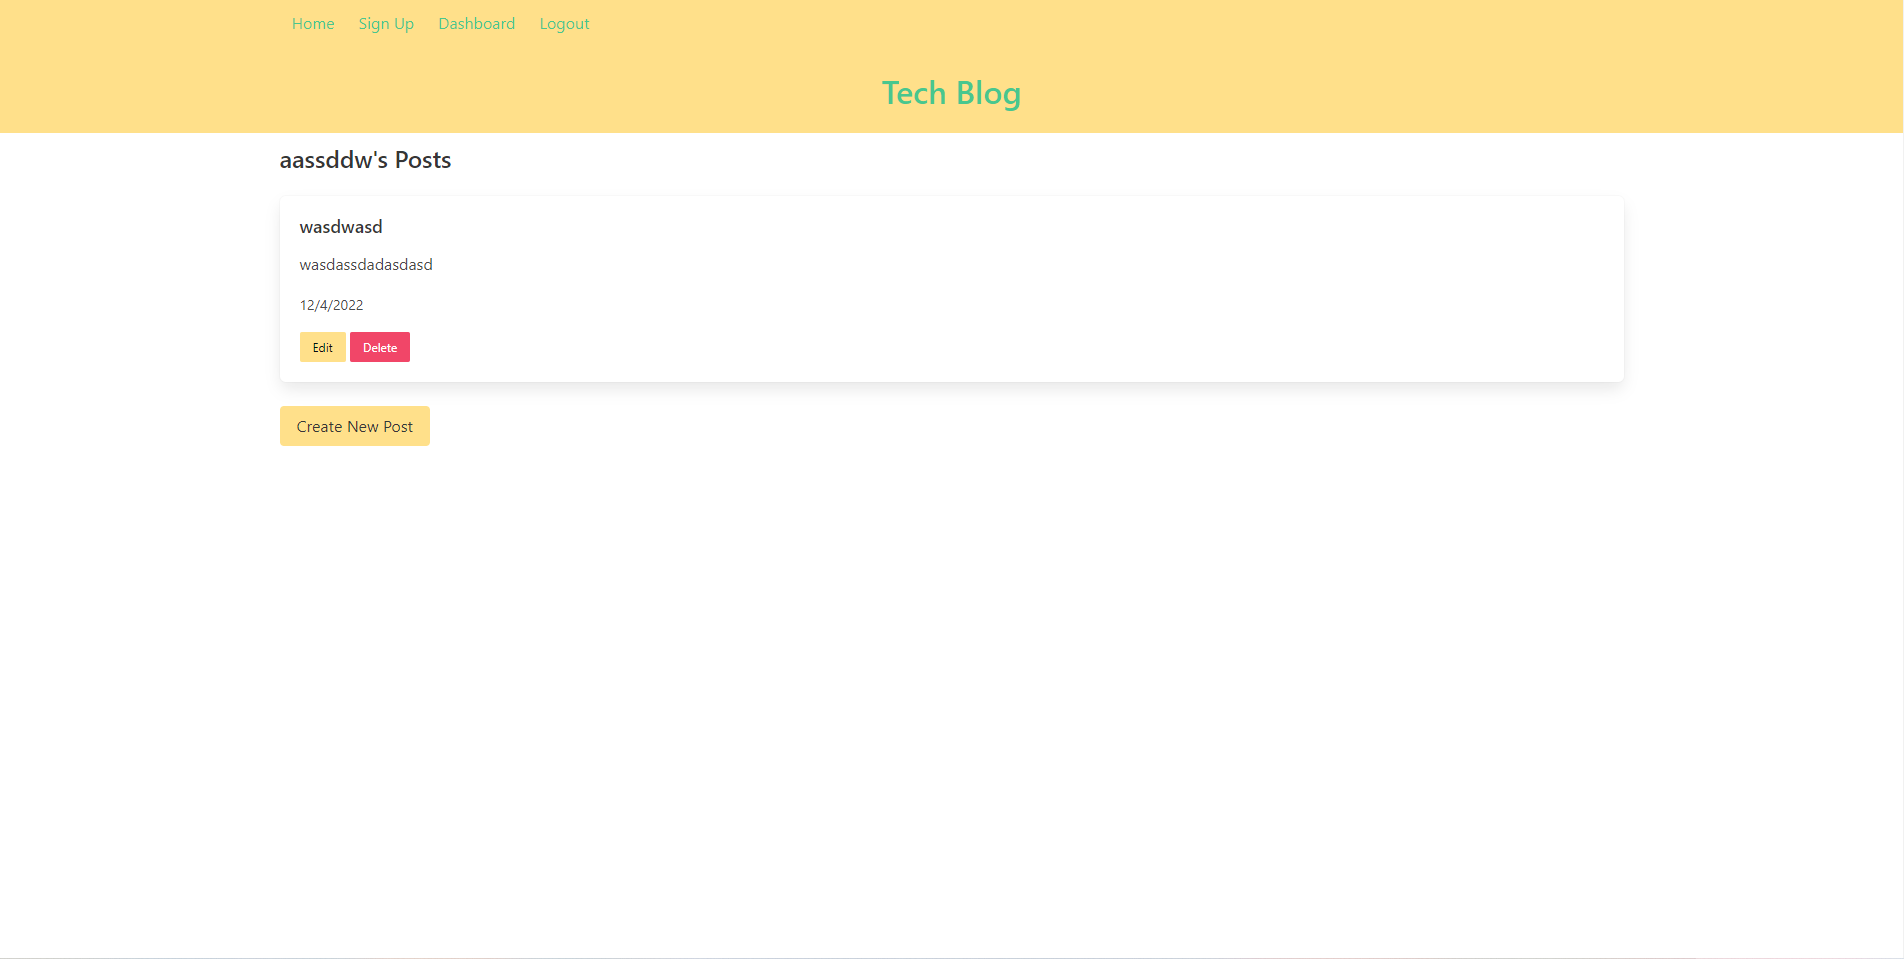 Home Sign Up Dashboard Logout
Tech Blog
aassddw's Posts
wasdwasd
wasdassdadasdasd
12/4/2022
Edit Delete
Create New Post